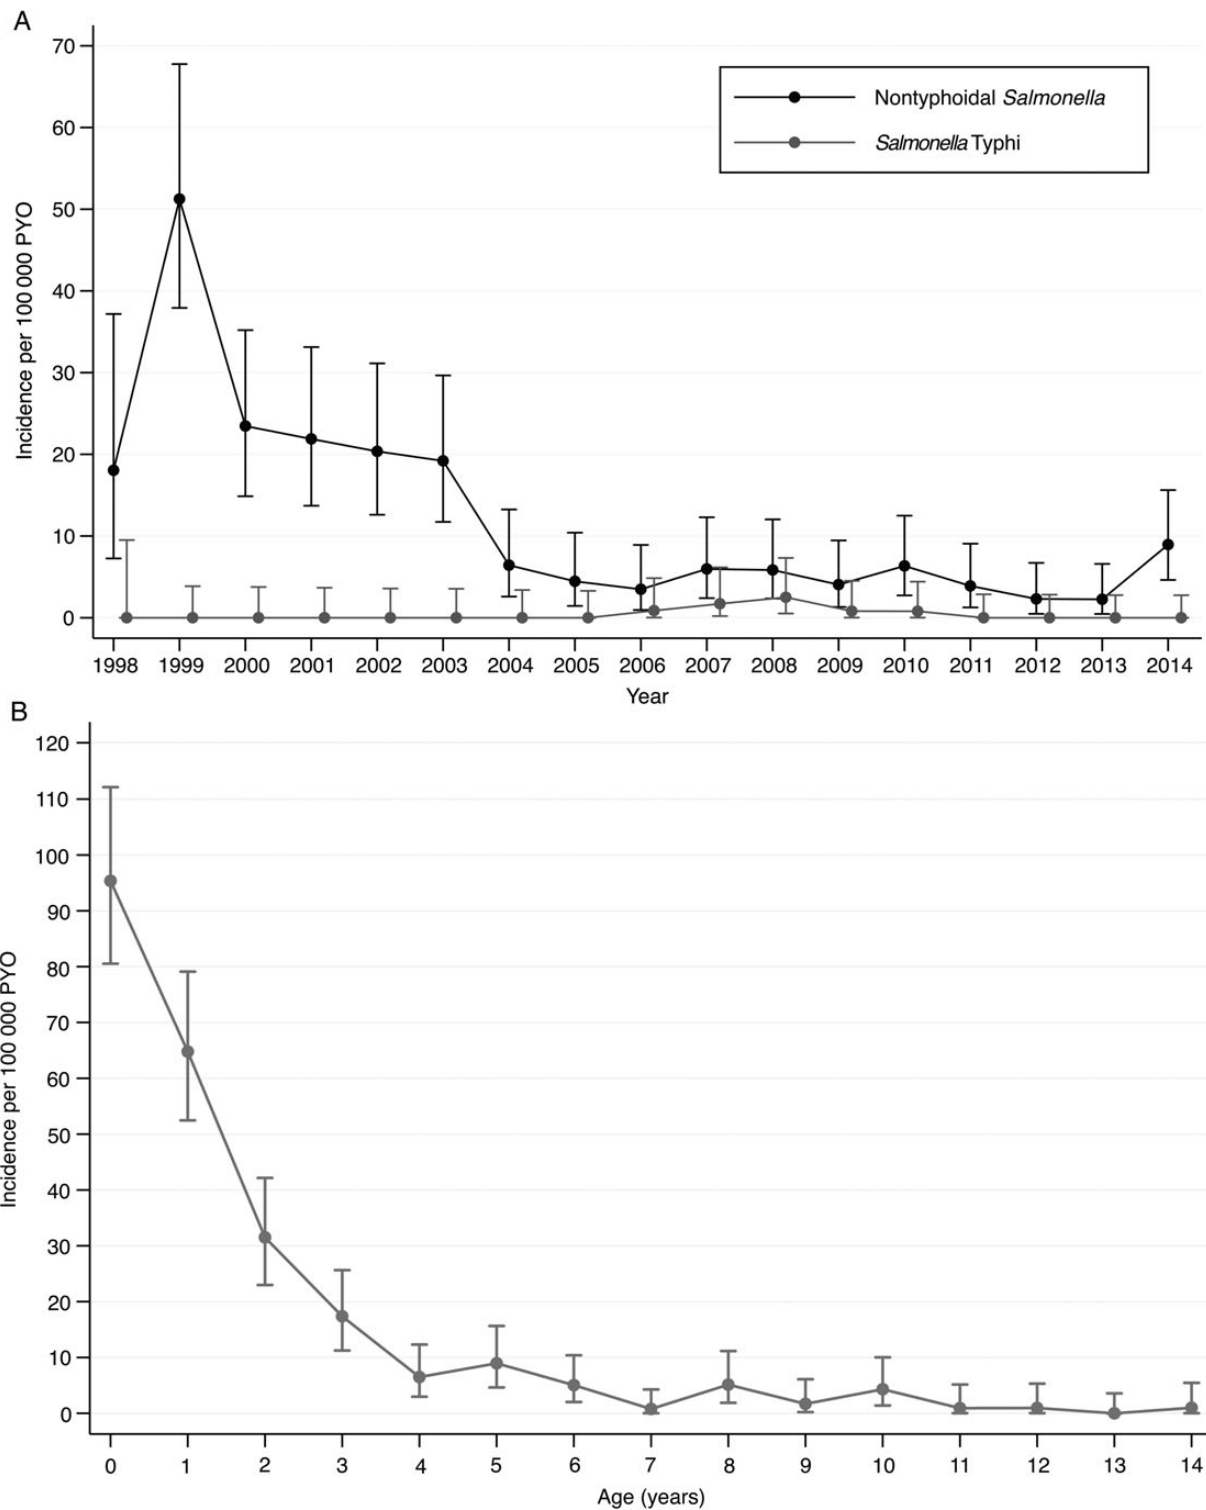 A
70
60
50
40
30
20
10
0
Incidence per 100 000 PYO
Nontyphoidal Salmonella
Salmonella Typhi
1998 1999 2000 2001 2002 2003 2004 2005 2006 2007 2008 2009 2010 2011 2012 2013 2014
Year
B
120
110
100
90
80
70
60
50
40
30
20
10
0
Incidence per 100 000 PYO
0 1 2 3 4 5 6 7 8 9 10 11 12 13 14
Age (years)